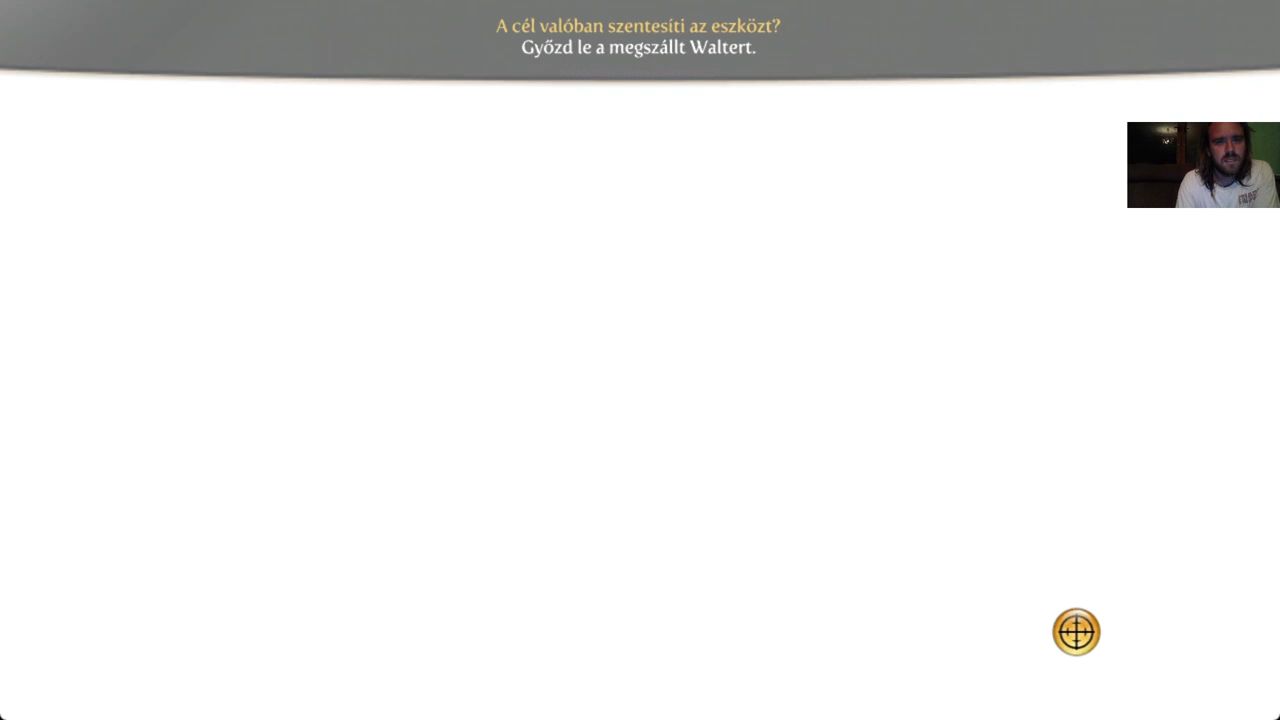 A cél valóban szentesíti az eszközt?
Győzd le a megszállt Waltert.